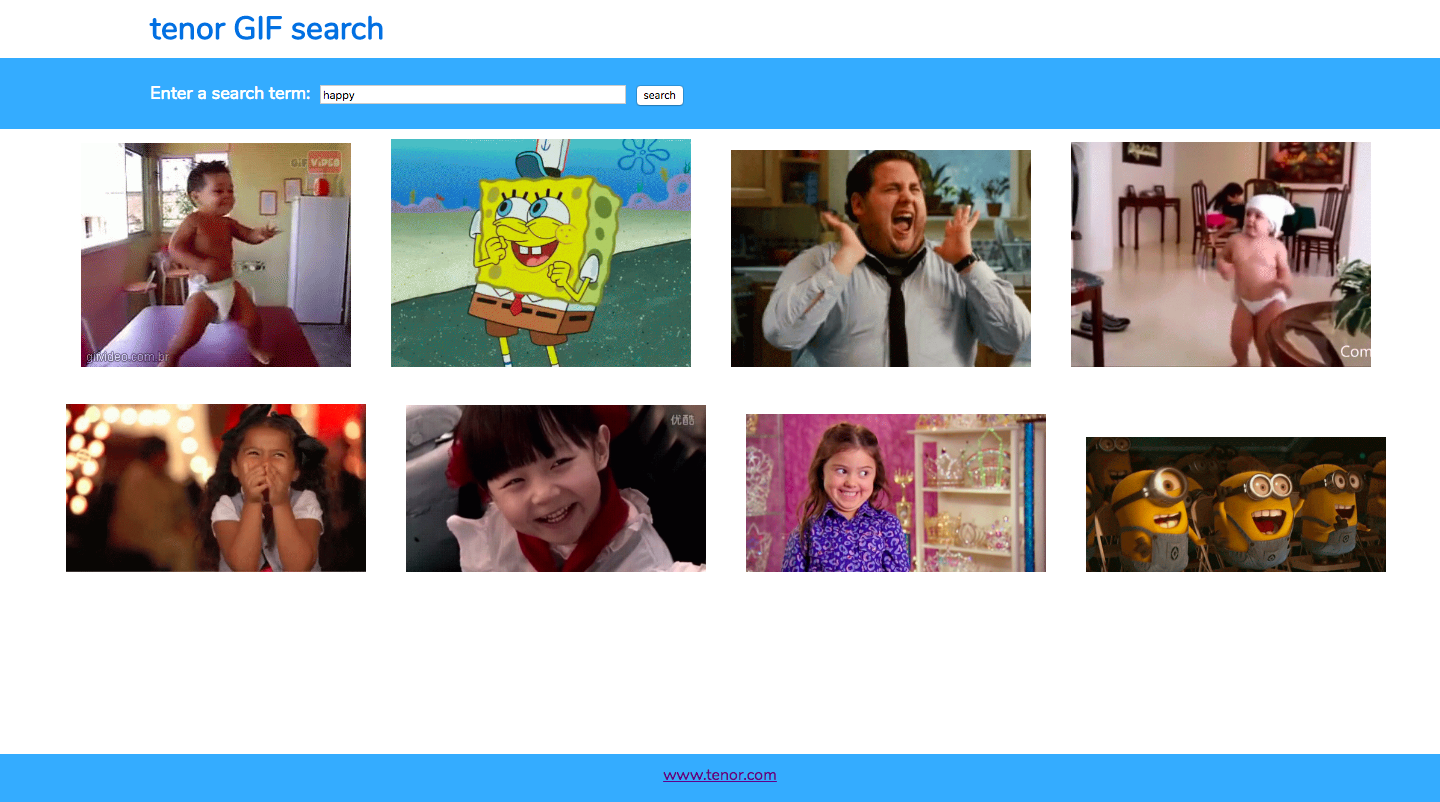 tenor GIF search
Enter a search term: happy search
GIF VIDEO
gifvideo.com.br
Com
优酷
www.tenor.com